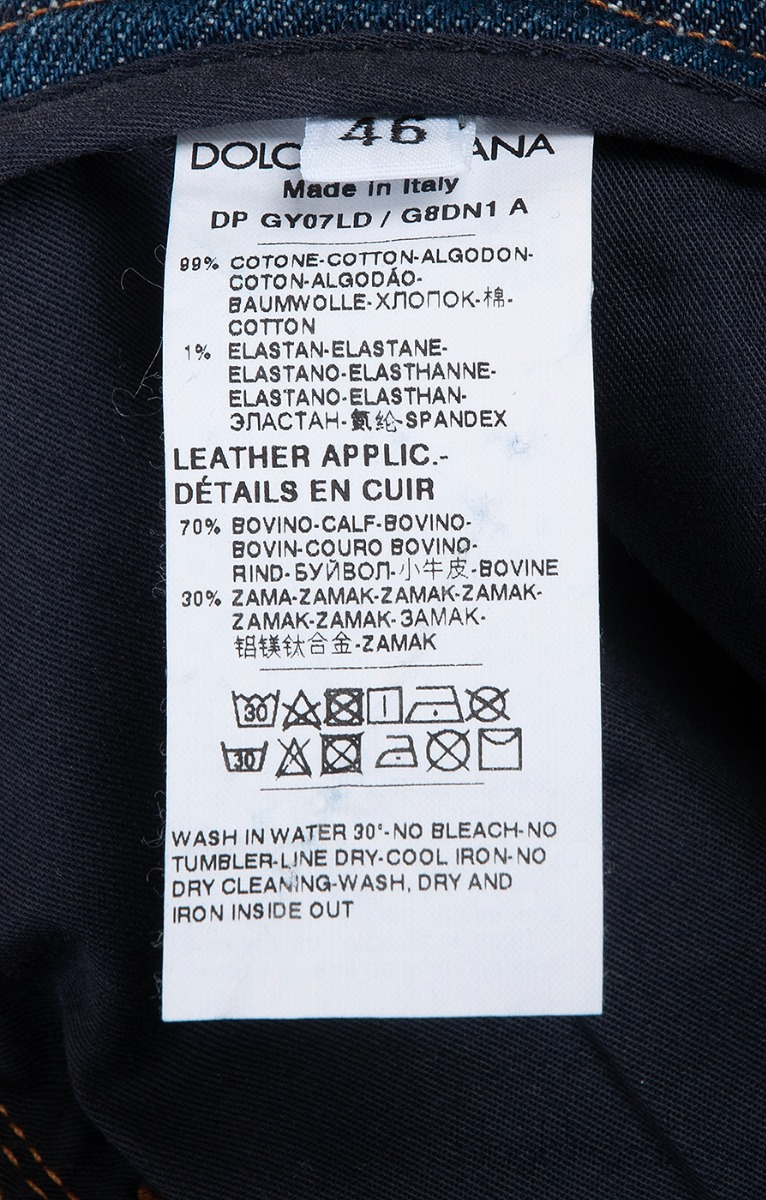 46
DOLC ANA
Made in Italy
DP GY07LD / G8DN1 A
99% COTONE-COTTON-ALGODON-
COTON-ALGODÁO-
BAUMWOLLE-ХЛОПОК-棉-
COTTON
1% ELASTAN-ELASTANE-
ELASTANO-ELASTHANNE-
ELASTANO-ELASTHAN-
ЭЛАСТАН-氨纶-SPANDEX
LEATHER APPLIC.-
DÉTAILS EN CUIR
70% BOVINO-CALF-BOVINO-
BOVIN-COURO BOVINO-
RIND-БУЙВОЛ-小牛皮-BOVINE
30% ZAMA-ZAMAK-ZAMAK-ZAMAK-
ZAMAK-ZAMAK-ЗАМАК-
铝镁钛合金-ZAMAK
30
30
WASH IN WATER 30°-NO BLEACH-NO
TUMBLER-LINE DRY-COOL IRON-NO
DRY CLEANING-WASH, DRY AND
IRON INSIDE OUT